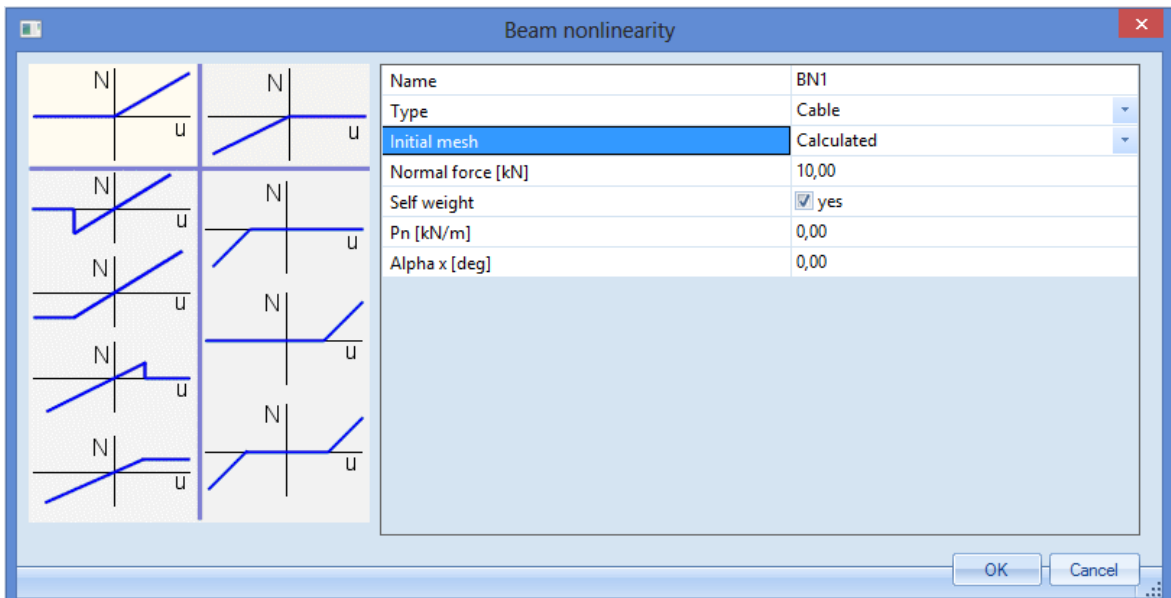 Beam nonlinearity
N
u
N
u
N
u
N
u
N
u
N
u
N
u
N
u
N
u
Name BN1
Type Cable
Initial mesh Calculated
Normal force [kN] 10,00
Self weight yes
Pn [kN/m] 0,00
Alpha x [deg] 0,00
OK Cancel